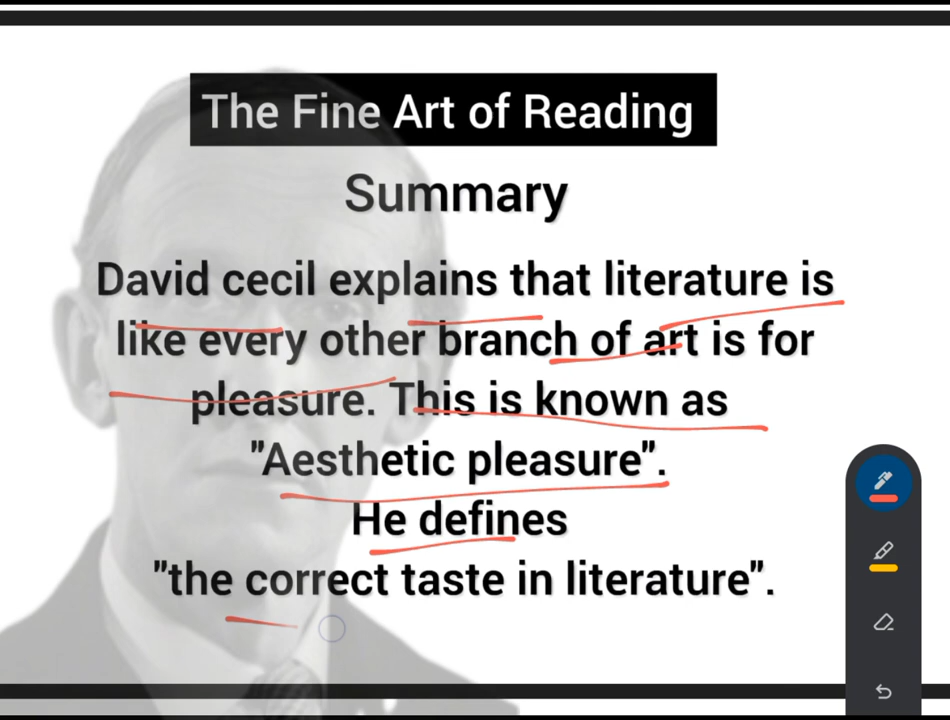 The Fine Art of Reading
Summary
David cecil explains that literature is
like every other branch of art is for
pleasure. This is known as
"Aesthetic pleasure".
He defines
"the correct taste in literature".